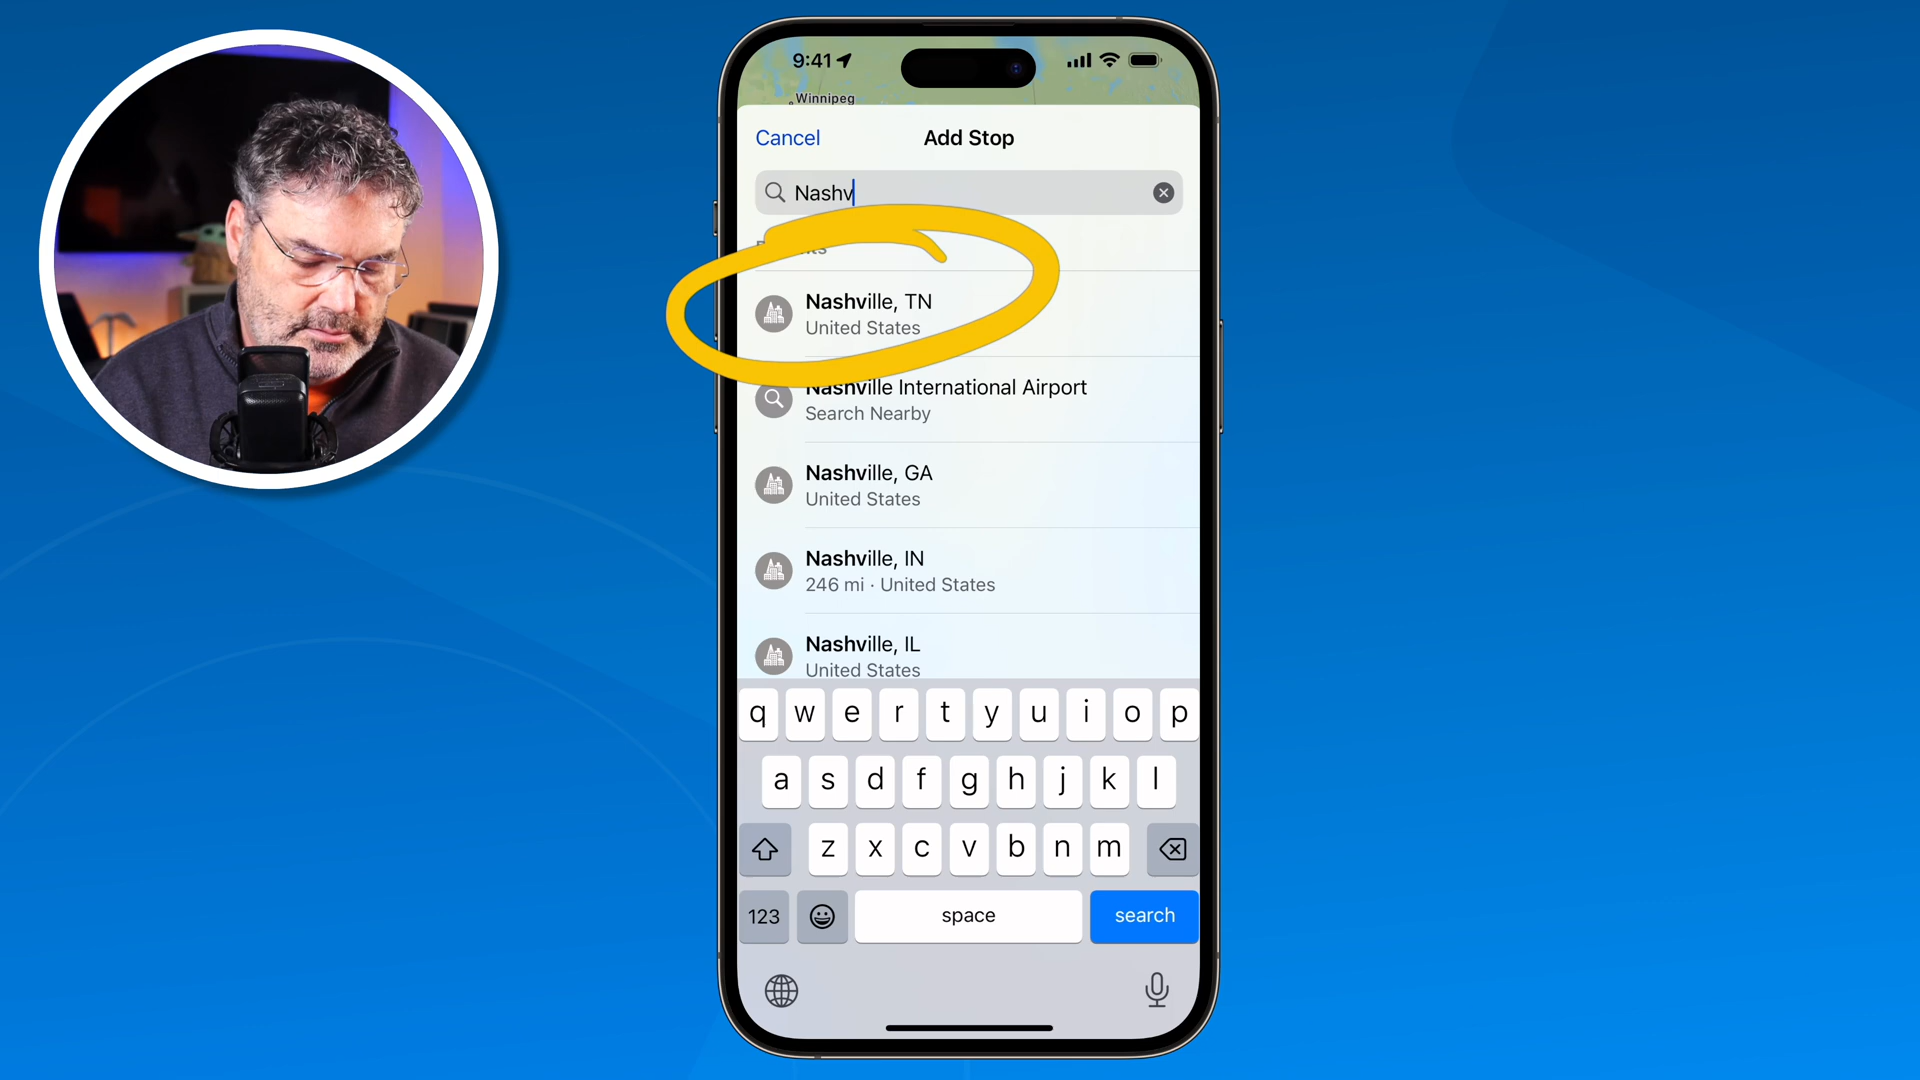 9:41
Winnipeg
Cancel
Add Stop
Nashv
Nashville, TN
United States
Nashville International Airport
Search Nearby
Nashville, GA
United States
Nashville, IN
246 mi · United States
Nashville, IL
United States
q w e r t y u i o p
a s d f g h j k l
z x c v b n m
123
space
search